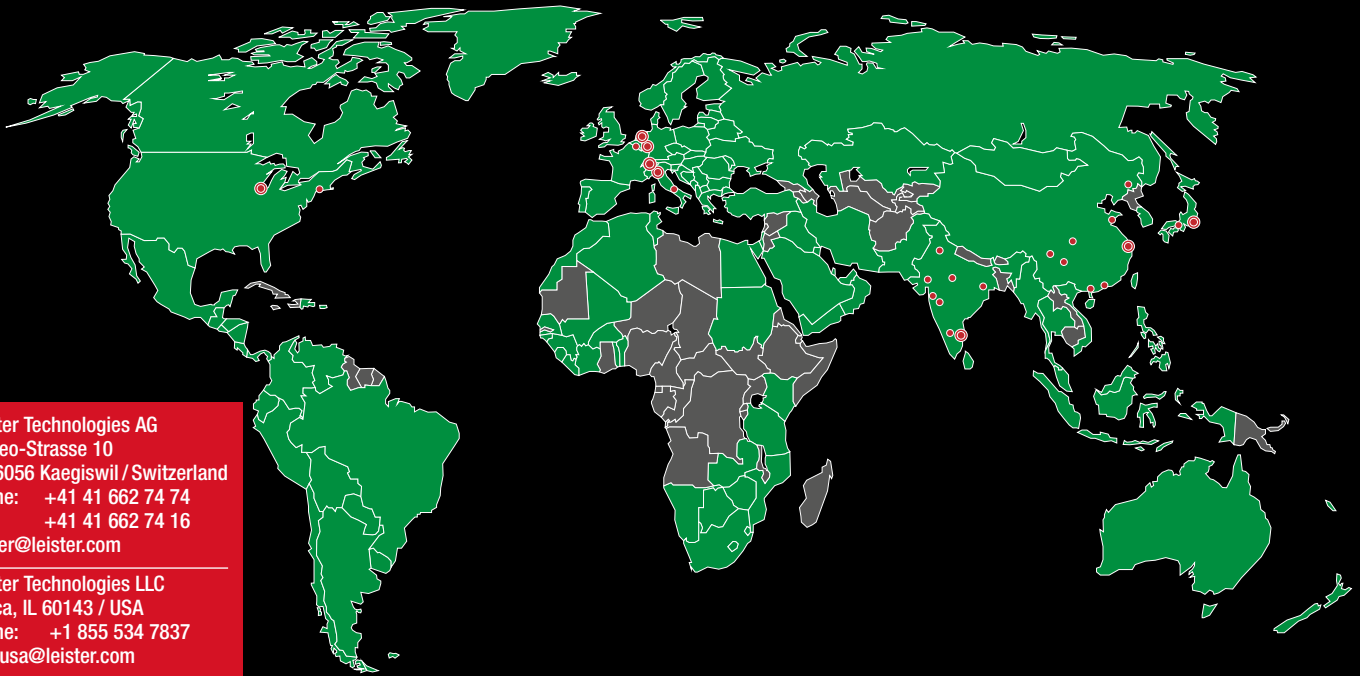 ter Technologies AG
eo-Strasse 10
6056 Kaegiswil / Switzerland
ne: +41 41 662 74 74
+41 41 662 74 16
er@leister.com
ter Technologies LLC
ca, IL 60143 / USA
ne: +1 855 534 7837
usa@leister.com